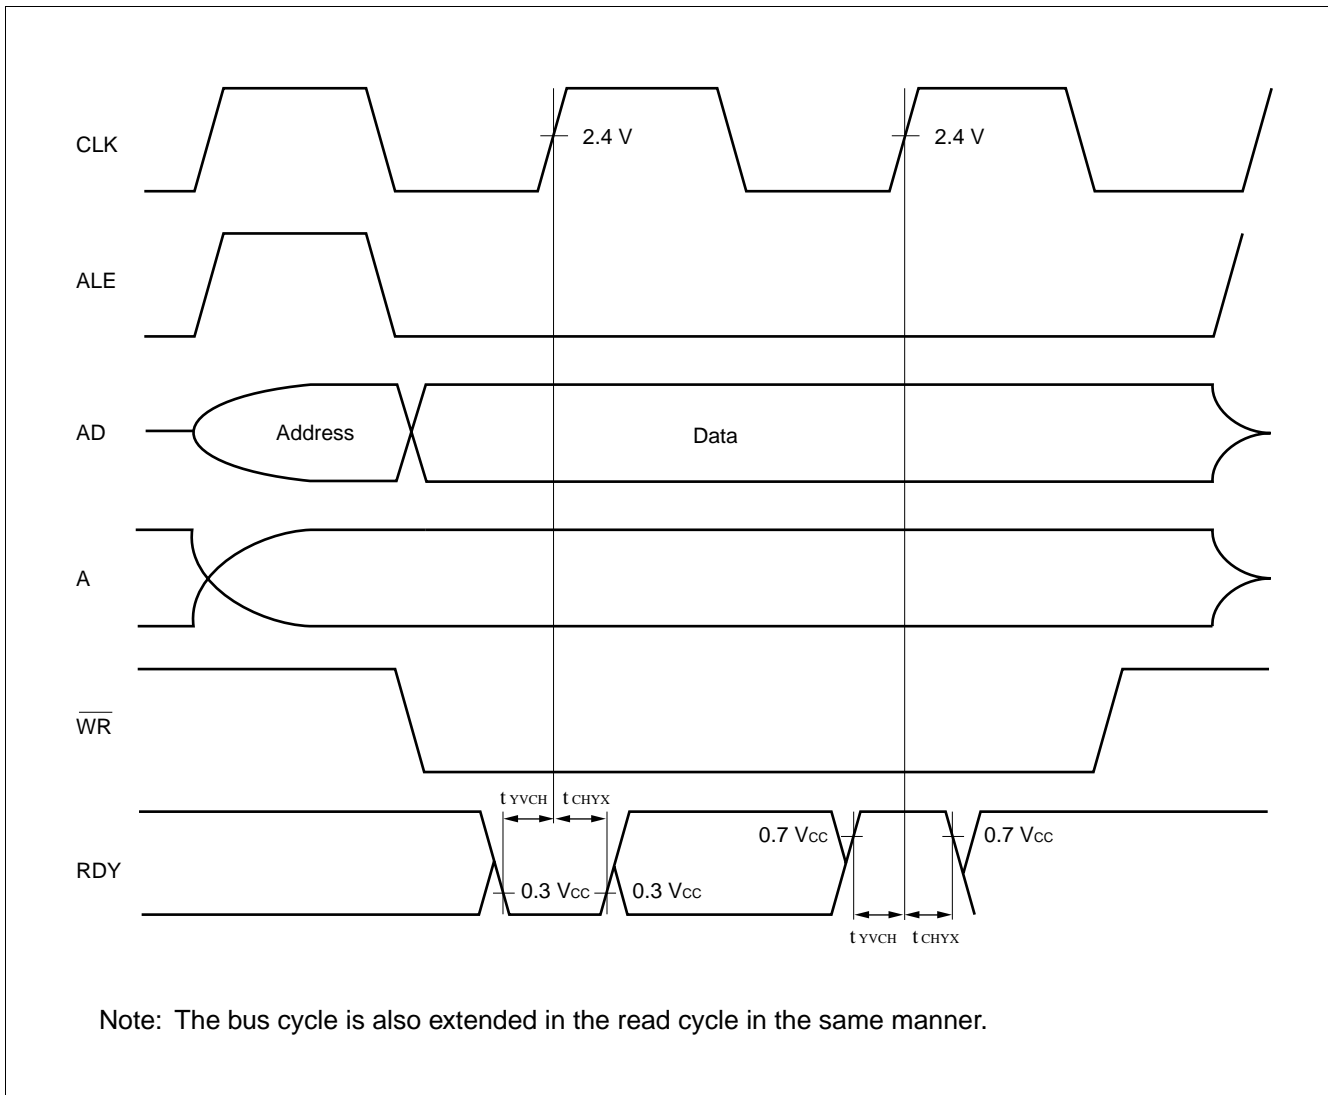 CLK
2.4 V
2.4 V
ALE
AD
Address
Data
A
WR
t YVCH
t CHYX
0.7 VCC
0.7 VCC
RDY
0.3 VCC
0.3 VCC
t YVCH
t CHYX
Note: The bus cycle is also extended in the read cycle in the same manner.